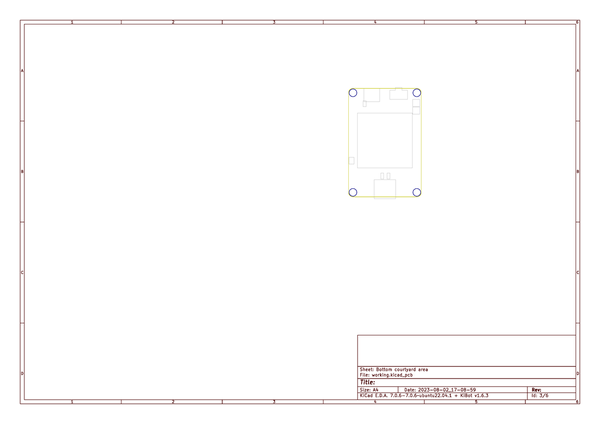 1 2 3 4 5 6
A A
B B
C C
Sheet: Bottom courtyard area
File: working.kicad_pcb
D D
Title:
Size: A4 Date: 2023-08-02_17-08-59 Rev:
KiCad E.D.A. 7.0.6-7.0.6~ubuntu22.04.1 + KiBot v1.6.3 Id: 3/6
1 2 3 4 5 6